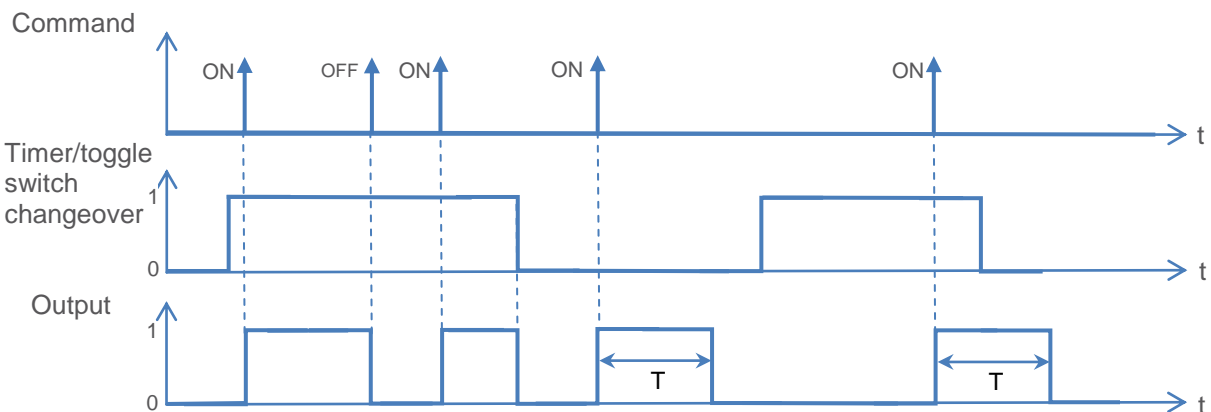 Command
ON OFF ON ON ON
t
Timer/toggle
switch
changeover
1
0
t
Output
1
T T
0
t